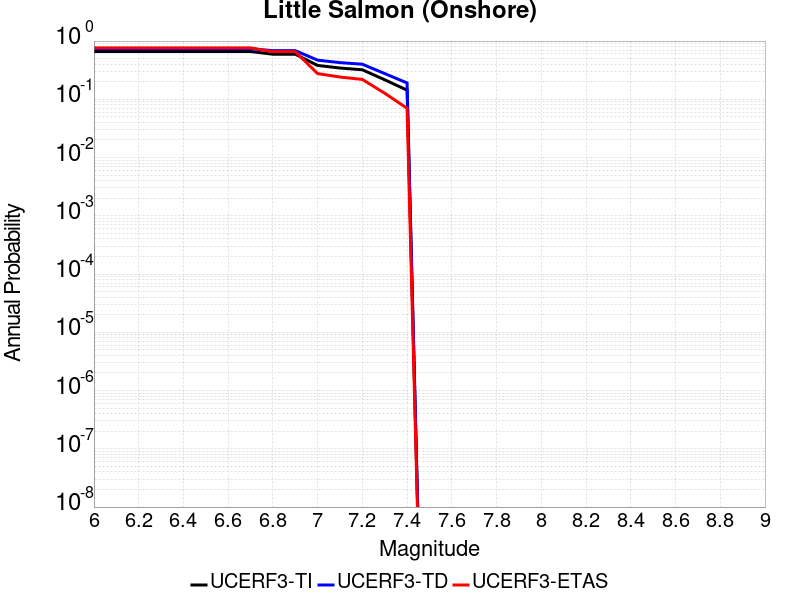 Little Salmon (Onshore)
10^0
10^-1
10^-2
10^-3
10^-4
10^-5
10^-6
10^-7
10^-8
Annual Probability
6 6.2 6.4 6.6 6.8 7 7.2 7.4 7.6 7.8 8 8.2 8.4 8.6 8.8 9
Magnitude
UCERF3-TI UCERF3-TD UCERF3-ETAS